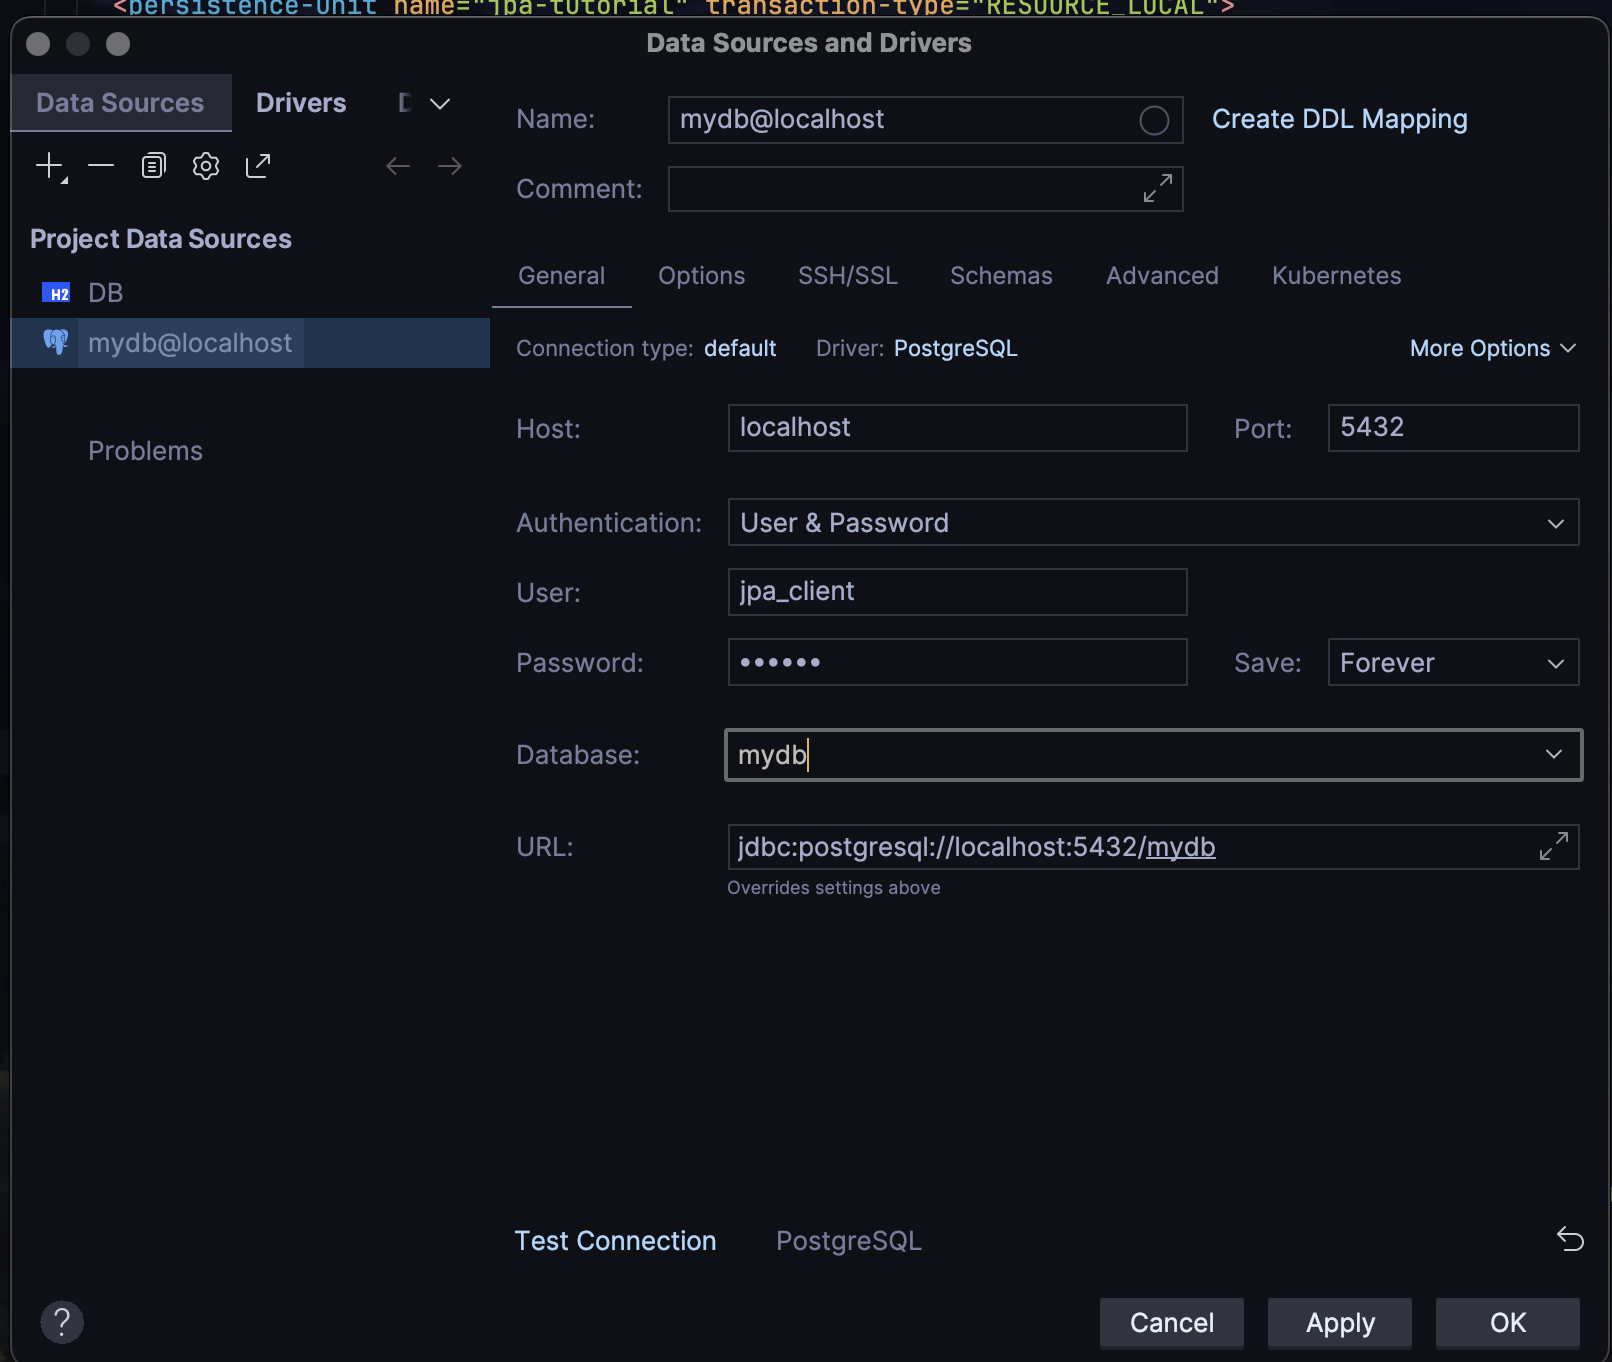 <persistence-unit name="jpa-tutorial" transaction-type="RESOURCE_LOCAL">
Data Sources and Drivers
Data Sources Drivers
Name: mydb@localhost Create DDL Mapping
Comment:
Project Data Sources
H2 DB
mydb@localhost
Problems
General Options SSH/SSL Schemas Advanced Kubernetes
Connection type: default Driver: PostgreSQL More Options
Host: localhost Port: 5432
Authentication: User & Password
User: jpa_client
Password: •••••• Save: Forever
Database: mydb
URL: jdbc:postgresql://localhost:5432/mydb
Overrides settings above
Test Connection PostgreSQL
? Cancel Apply OK